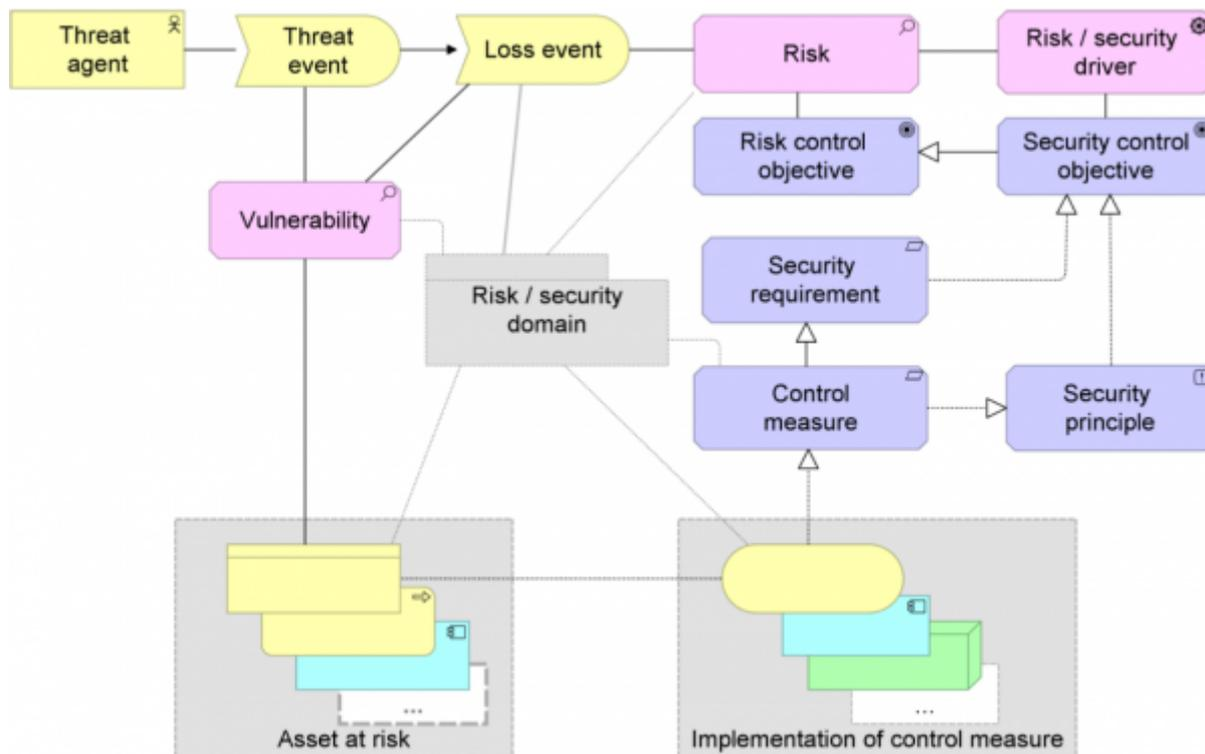 Threat
agent
Threat
event
Loss event
Risk
Risk / security
driver
Risk control
objective
Security control
objective
Vulnerability
Risk / security
domain
Security
requirement
Control
measure
Security
principle
...
Asset at risk
...
Implementation of control measure